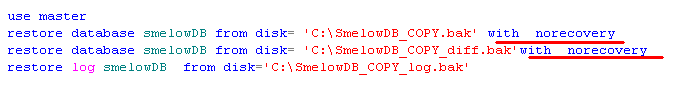 use master
restore database smelowDB from disk= 'C:\SmelowDB_COPY.bak' with  norecovery
restore database smelowDB from disk= 'C:\SmelowDB_COPY_diff.bak'with  norecovery
restore log smelowDB  from disk='C:\SmelowDB_COPY_log.bak'